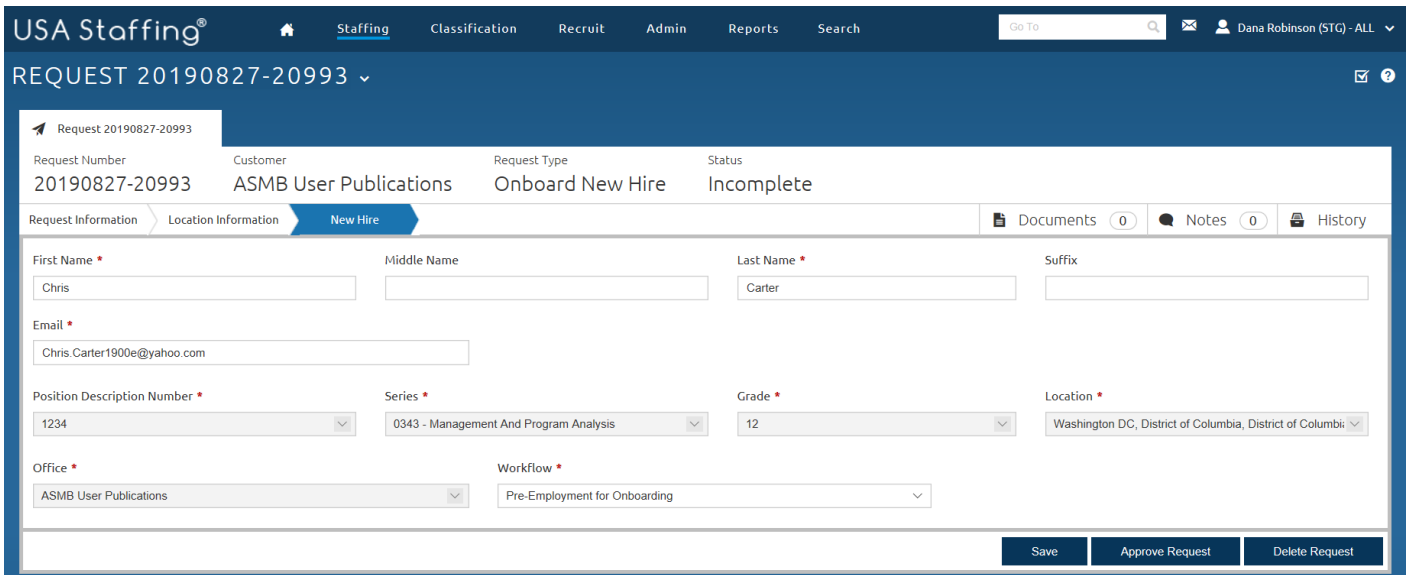 USA Staffing® Staffing Classification Recruit Admin Reports Search Go To Dana Robinson (STG) - ALL
REQUEST 20190827-20993
Request 20190827-20993
Request Number Customer Request Type Status
20190827-20993 ASMB User Publications Onboard New Hire Incomplete
Request Information Location Information New Hire Documents 0 Notes 0 History
First Name * Middle Name Last Name * Suffix
Chris Carter
Email *
Chris.Carter1900e@yahoo.com
Position Description Number * Series * Grade * Location *
1234 0343 - Management And Program Analysis 12 Washington DC, District of Columbia, District of Columbi
Office * Workflow *
ASMB User Publications Pre-Employment for Onboarding
Save Approve Request Delete Request